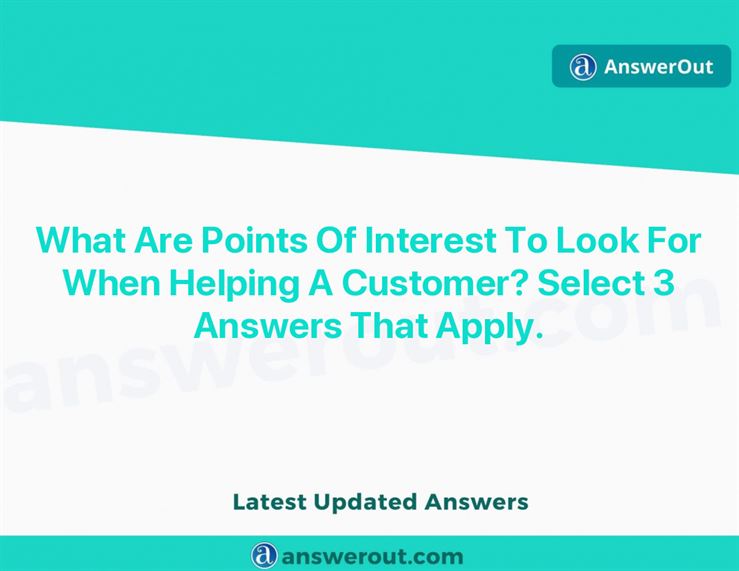 AnswerOut
What Are Points Of Interest To Look For
When Helping A Customer? Select 3
Answers That Apply.
answerout.com
Latest Updated Answers
answerout.com